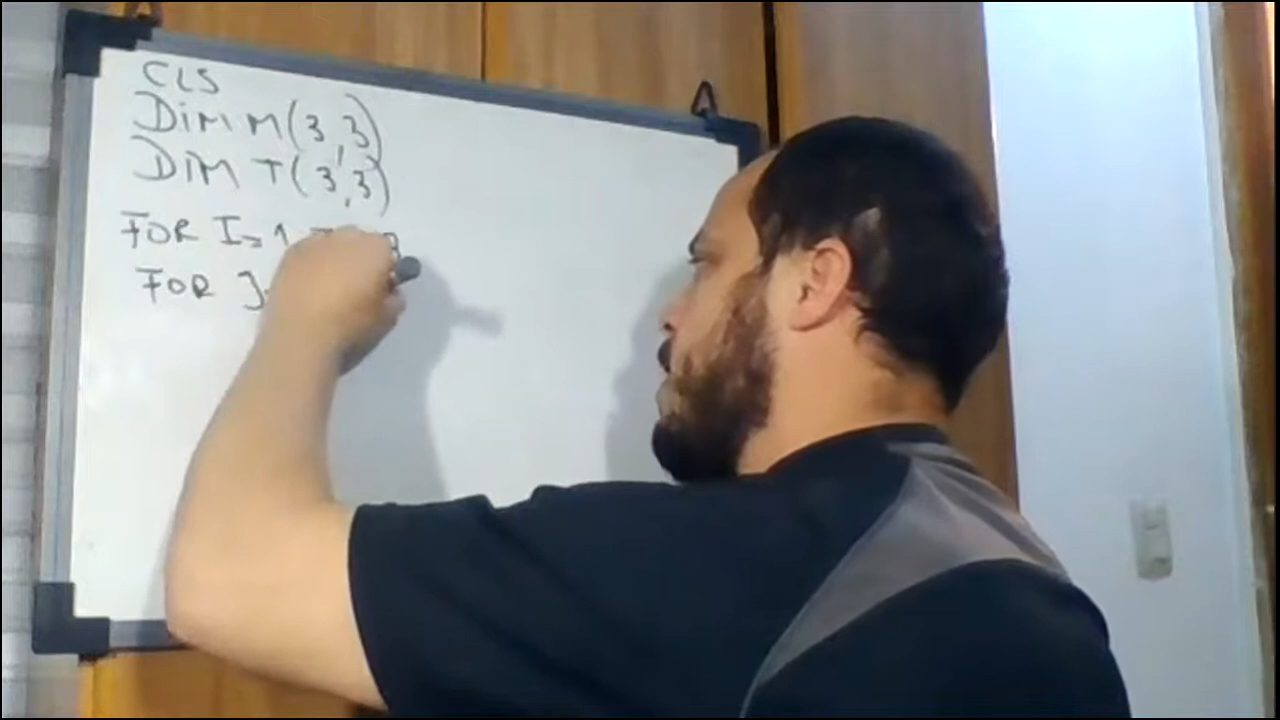 CLS
DIM M(3,3)
DIM T(3,3)
FOR I=1
FOR J=